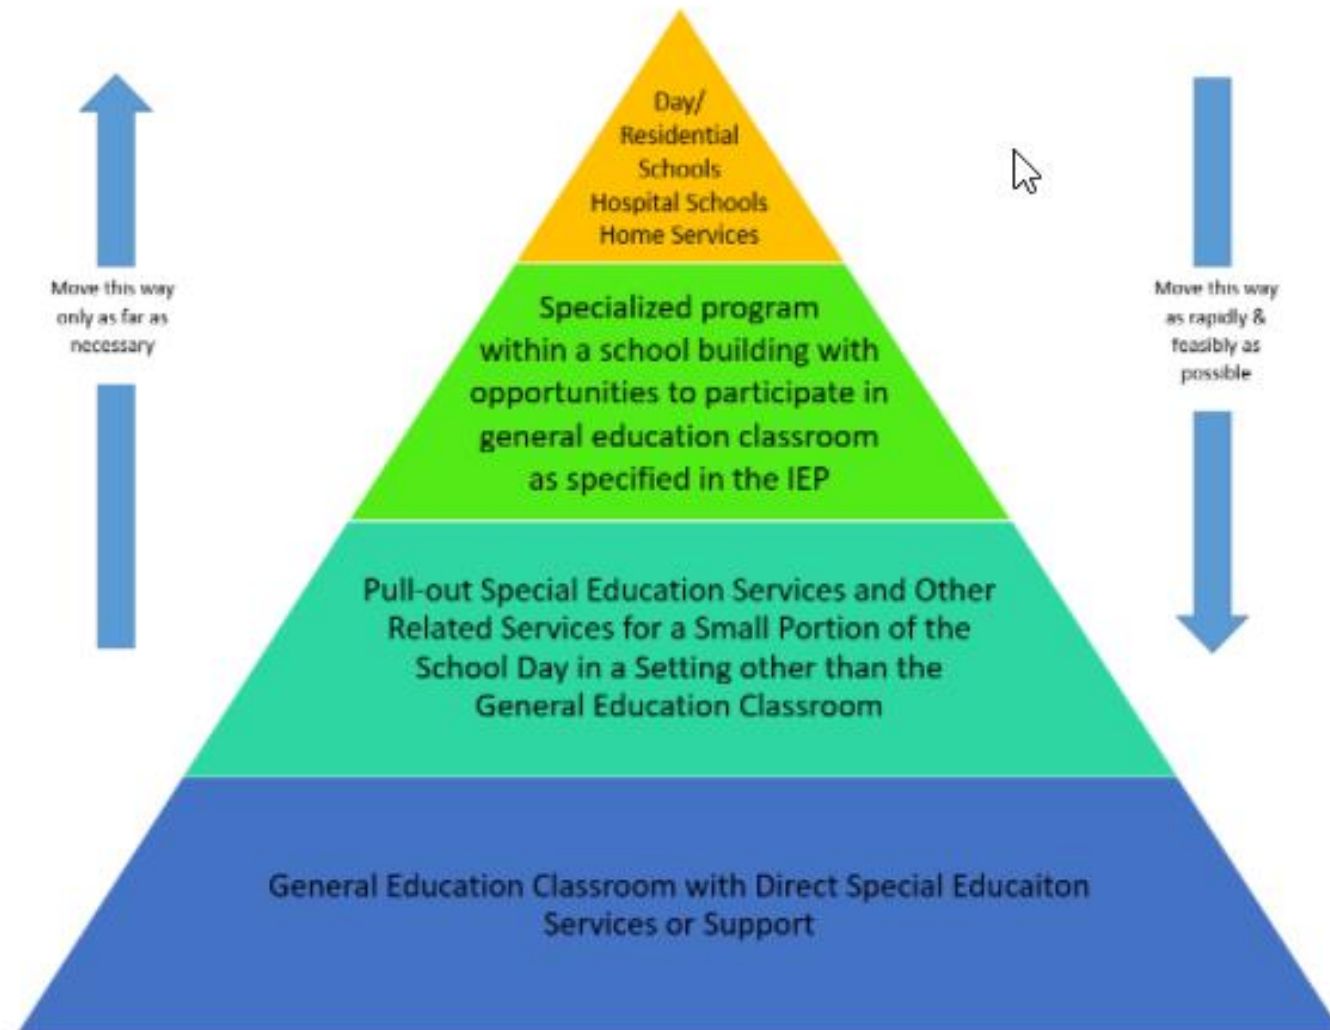 Day/
Residential
Schools
Hospital Schools
Home Services
Move this way
only as far as
necessary
Move this way
as rapidly &
feasibly as
possible
Specialized program
within a school building with
opportunities to participate in
general education classroom
as specified in the IEP
Pull-out Special Education Services and Other
Related Services for a Small Portion of the
School Day in a Setting other than the
General Education Classroom
General Education Classroom with Direct Special Educaiton
Services or Support